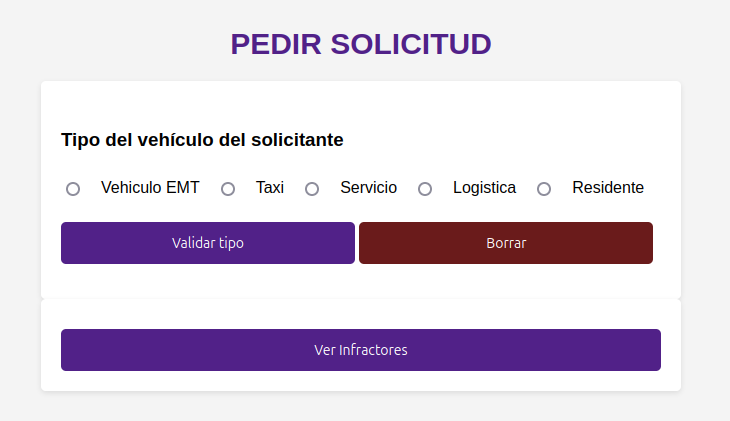 PEDIR SOLICITUD
Tipo del vehículo del solicitante
Vehiculo EMT Taxi Servicio Logistica Residente
Validar tipo Borrar
Ver Infractores